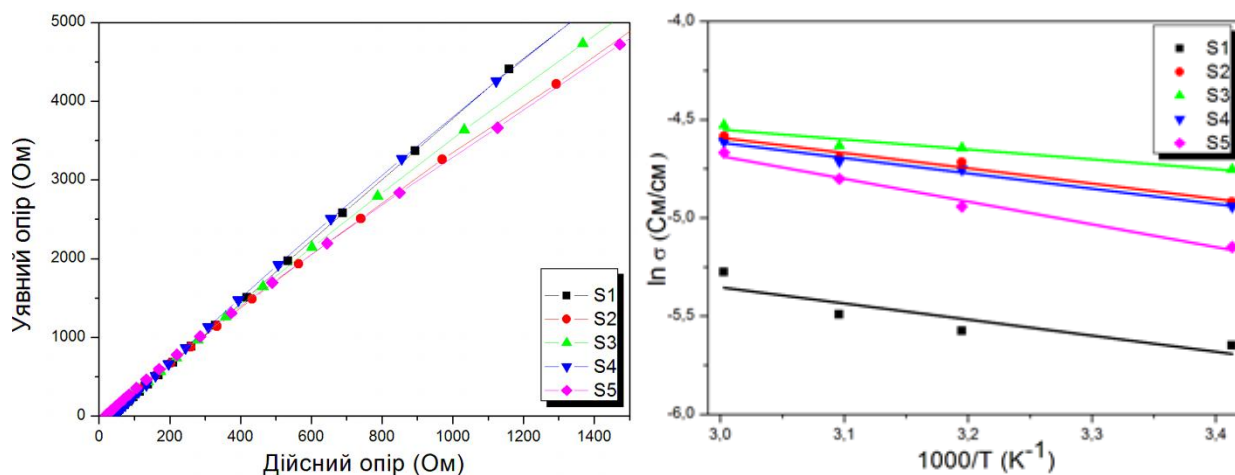 5000
4000
3000
2000
1000
0
Уявний опір (Ом)
0
200
400
600
800
1000
1200
1400
Дійсний опір (Ом)
S1
S2
S3
S4
S5
-4,0
-4,5
-5,0
-5,5
-6,0
ln σ (См/см)
3,0
3,1
3,2
3,3
3,4
1000/T (K⁻¹)
S1
S2
S3
S4
S5